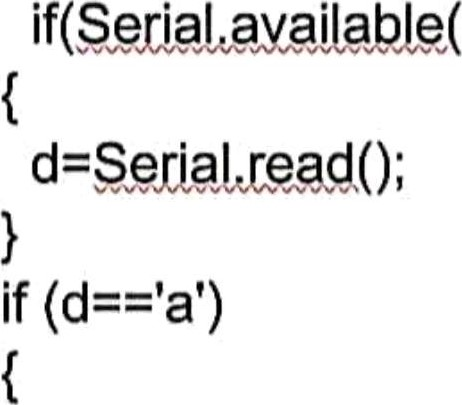 if(Serial.available(
{
d=Serial.read();
}
if (d=='a')
{